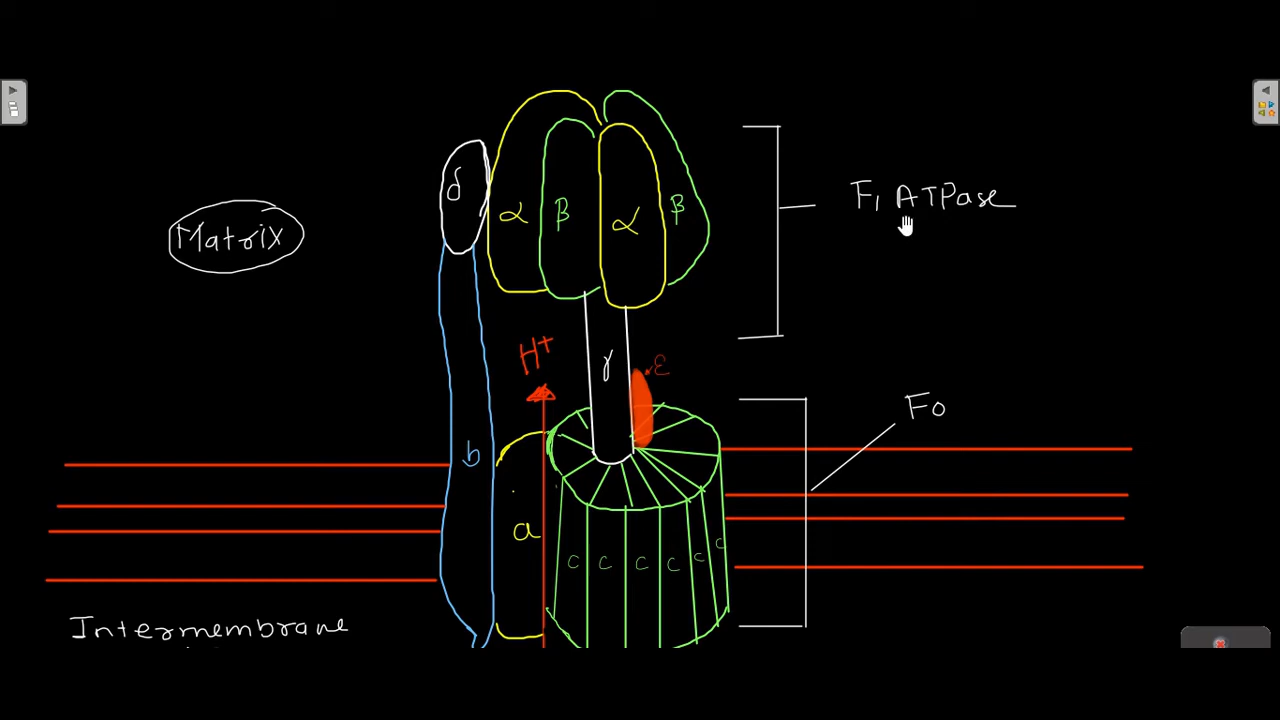 δ
α
β
α
β
F1 ATPase
Matrix
H+
γ
ε
Fo
b
a
c
c
c
c
c
c
Intermembrane